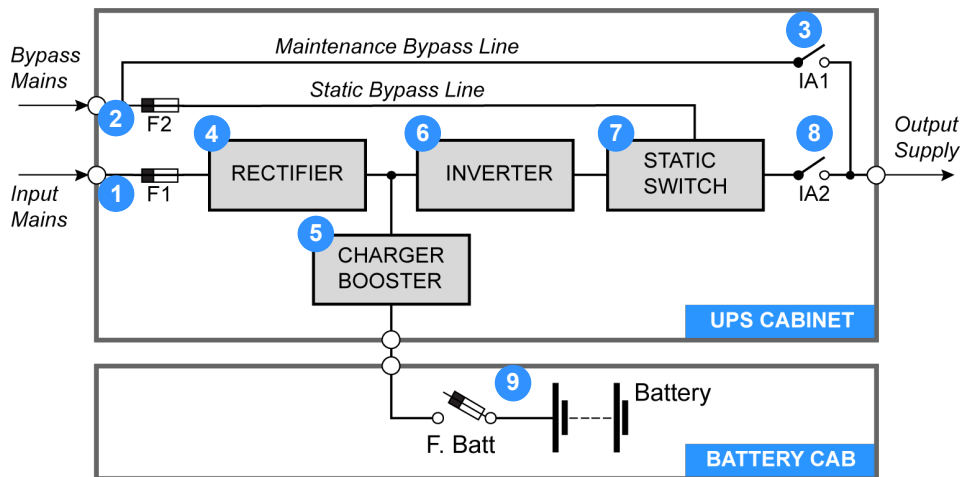 Maintenance Bypass Line
3
Bypass
Mains
IA1
Static Bypass Line
2
F2
4
6
7
8
Output
Supply
RECTIFIER
INVERTER
STATIC
SWITCH
1
F1
IA2
Input
Mains
5
CHARGER
BOOSTER
UPS CABINET
9
Battery
F. Batt
BATTERY CAB